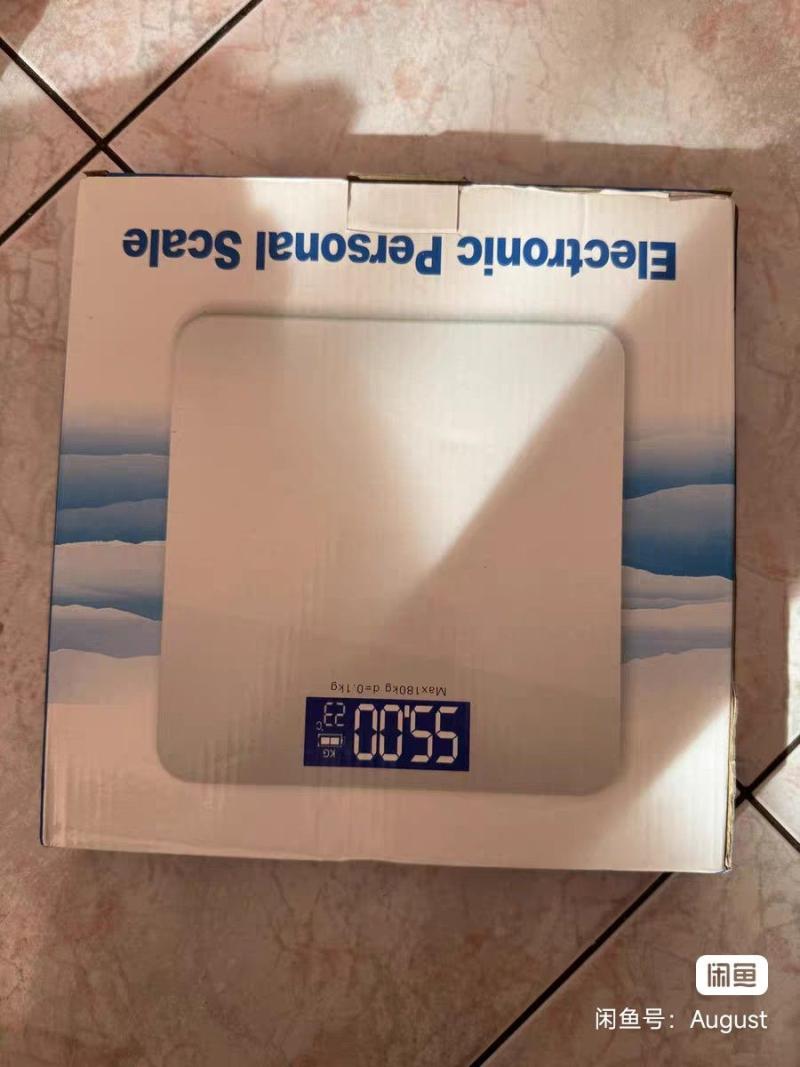 Electronic Personal Scale
Max180kg d=0.1kg
55.00
KG
℃
23
闲鱼
闲鱼号：August